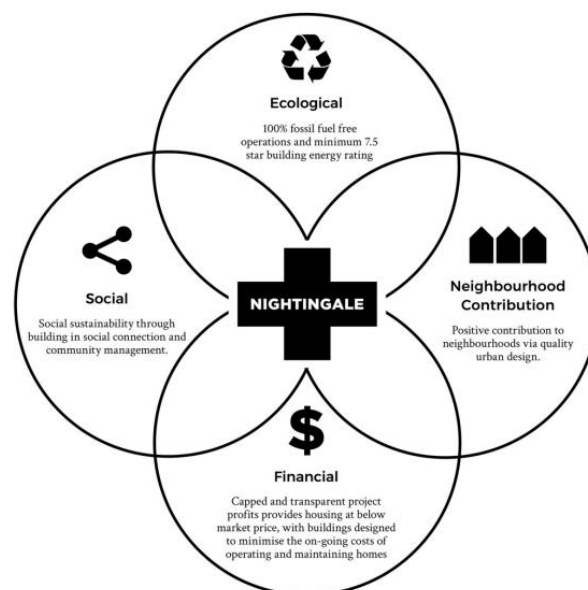 Ecological
100% fossil fuel free
operations and minimum 7.5
star building energy rating
Social
Social sustainability through
building in social connection and
community management.
NIGHTINGALE
Neighbourhood
Contribution
Positive contribution to
neighbourhoods via quality
urban design.
$
Financial
Capped and transparent project
profits provides housing at below
market price, with buildings designed
to minimise the on-going costs of
operating and maintaining homes